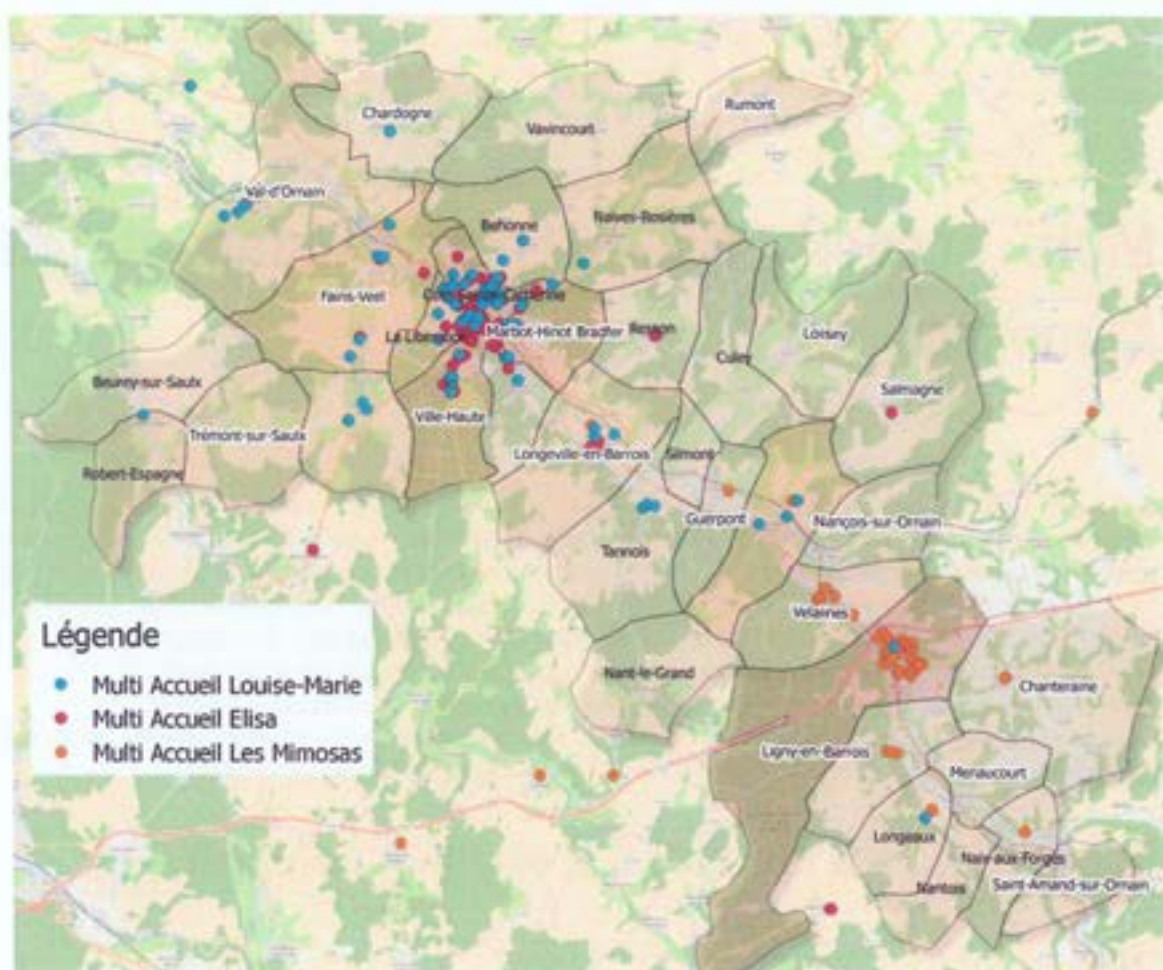 Rumont
Chardogne
Vavincourt
Val-d'Ornain
Behonne
Naives-Rosières
Fains-Veel
Marbot-Hinot Bradfer
Resson
Loisey
Culey
Beurey-sur-Saulx
Salmagne
Ville-Haute
Trémont-sur-Saulx
Longeville-en-Barrois
Silmont
Robert-Espagne
Guerpont
Nançois-sur-Ornain
Tannois
Velaines
Légende
Nant-le-Grand
Multi Accueil Louise-Marie
Chanteraine
Multi Accueil Elisa
Multi Accueil Les Mimosas
Ligny-en-Barrois
Menaucourt
Longeaux
Naix-aux-Forges
Nantois
Saint-Amand-sur-Ornain